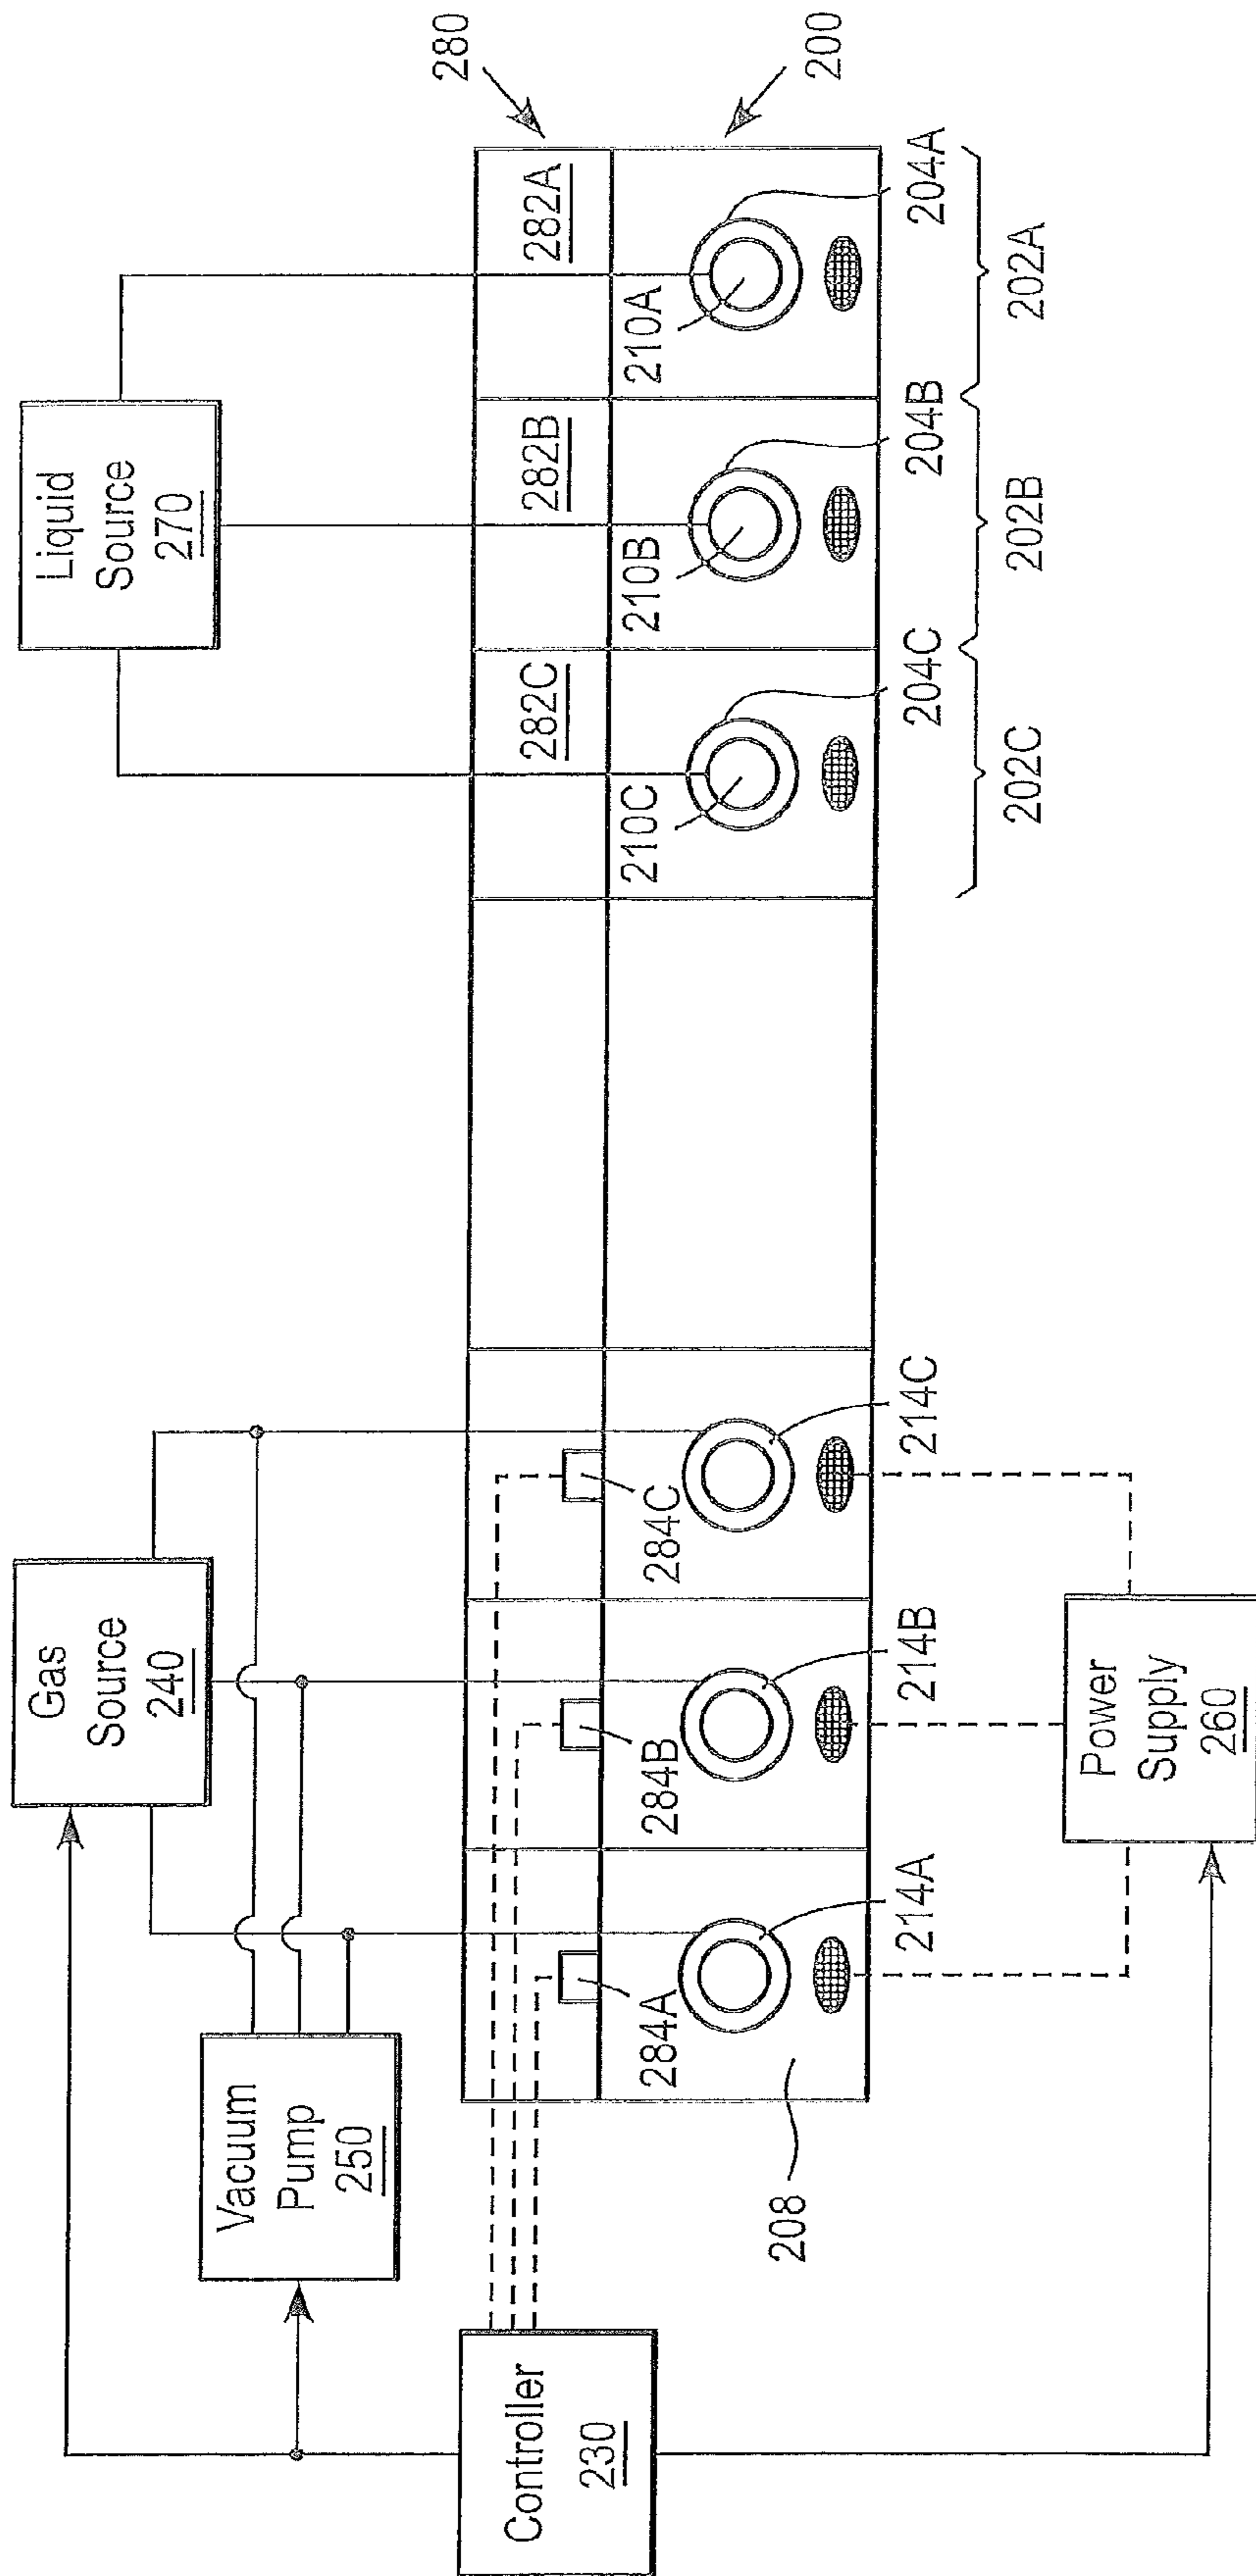 Liquid
Source
270
Gas
Source
240
Vacuum
Pump
250
Controller
230
Power
Supply
260
280
200
282A
282B
282C
210A
210B
210C
204A
204B
204C
202A
202B
202C
284A
284B
284C
214A
214B
214C
208